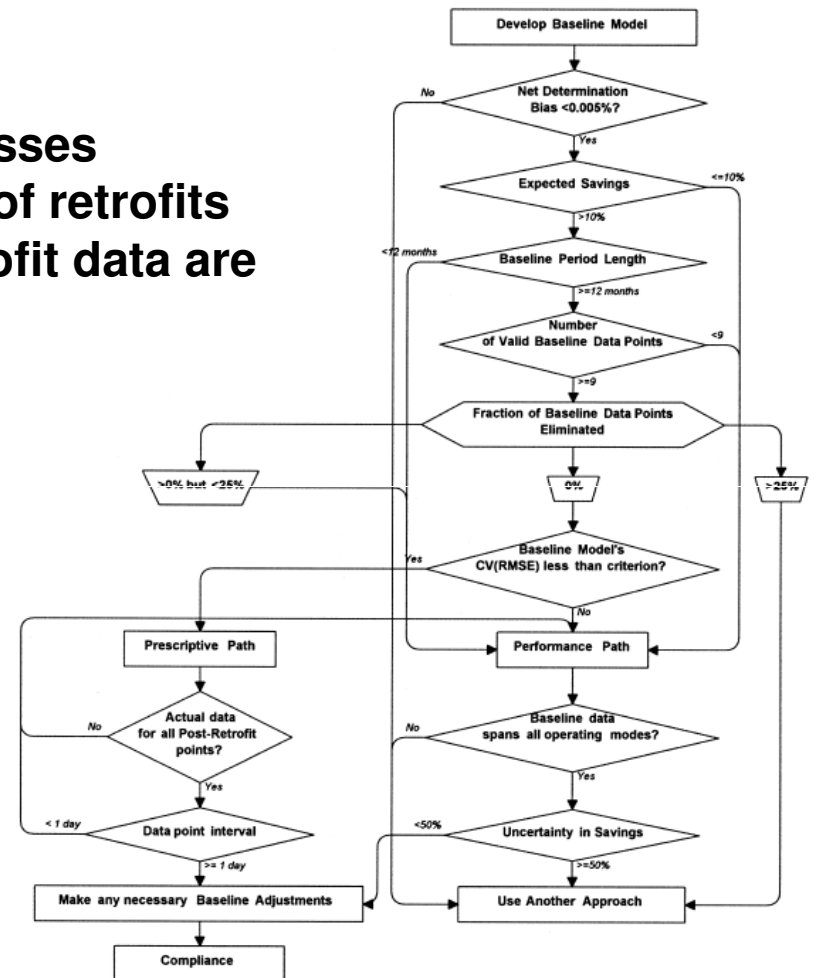 sses
of retrofits
ofit data are
Develop Baseline Model
Net Determination
Bias <0.005%?
No
Yes
Expected Savings
<=10%
>10%
<12 months
Baseline Period Length
>=12 months
Number
of Valid Baseline Data Points
<9
>=9
Fraction of Baseline Data Points
Eliminated
>0% but <25%
0%
>25%
Baseline Model's
CV(RMSE) less than criterion?
Yes
No
Prescriptive Path
Performance Path
Actual data
for all Post-Retrofit
points?
No
Yes
Baseline data
spans all operating modes?
No
Yes
< 1 day
Data point interval
>= 1 day
<50%
Uncertainty in Savings
>=50%
Make any necessary Baseline Adjustments
Use Another Approach
Compliance